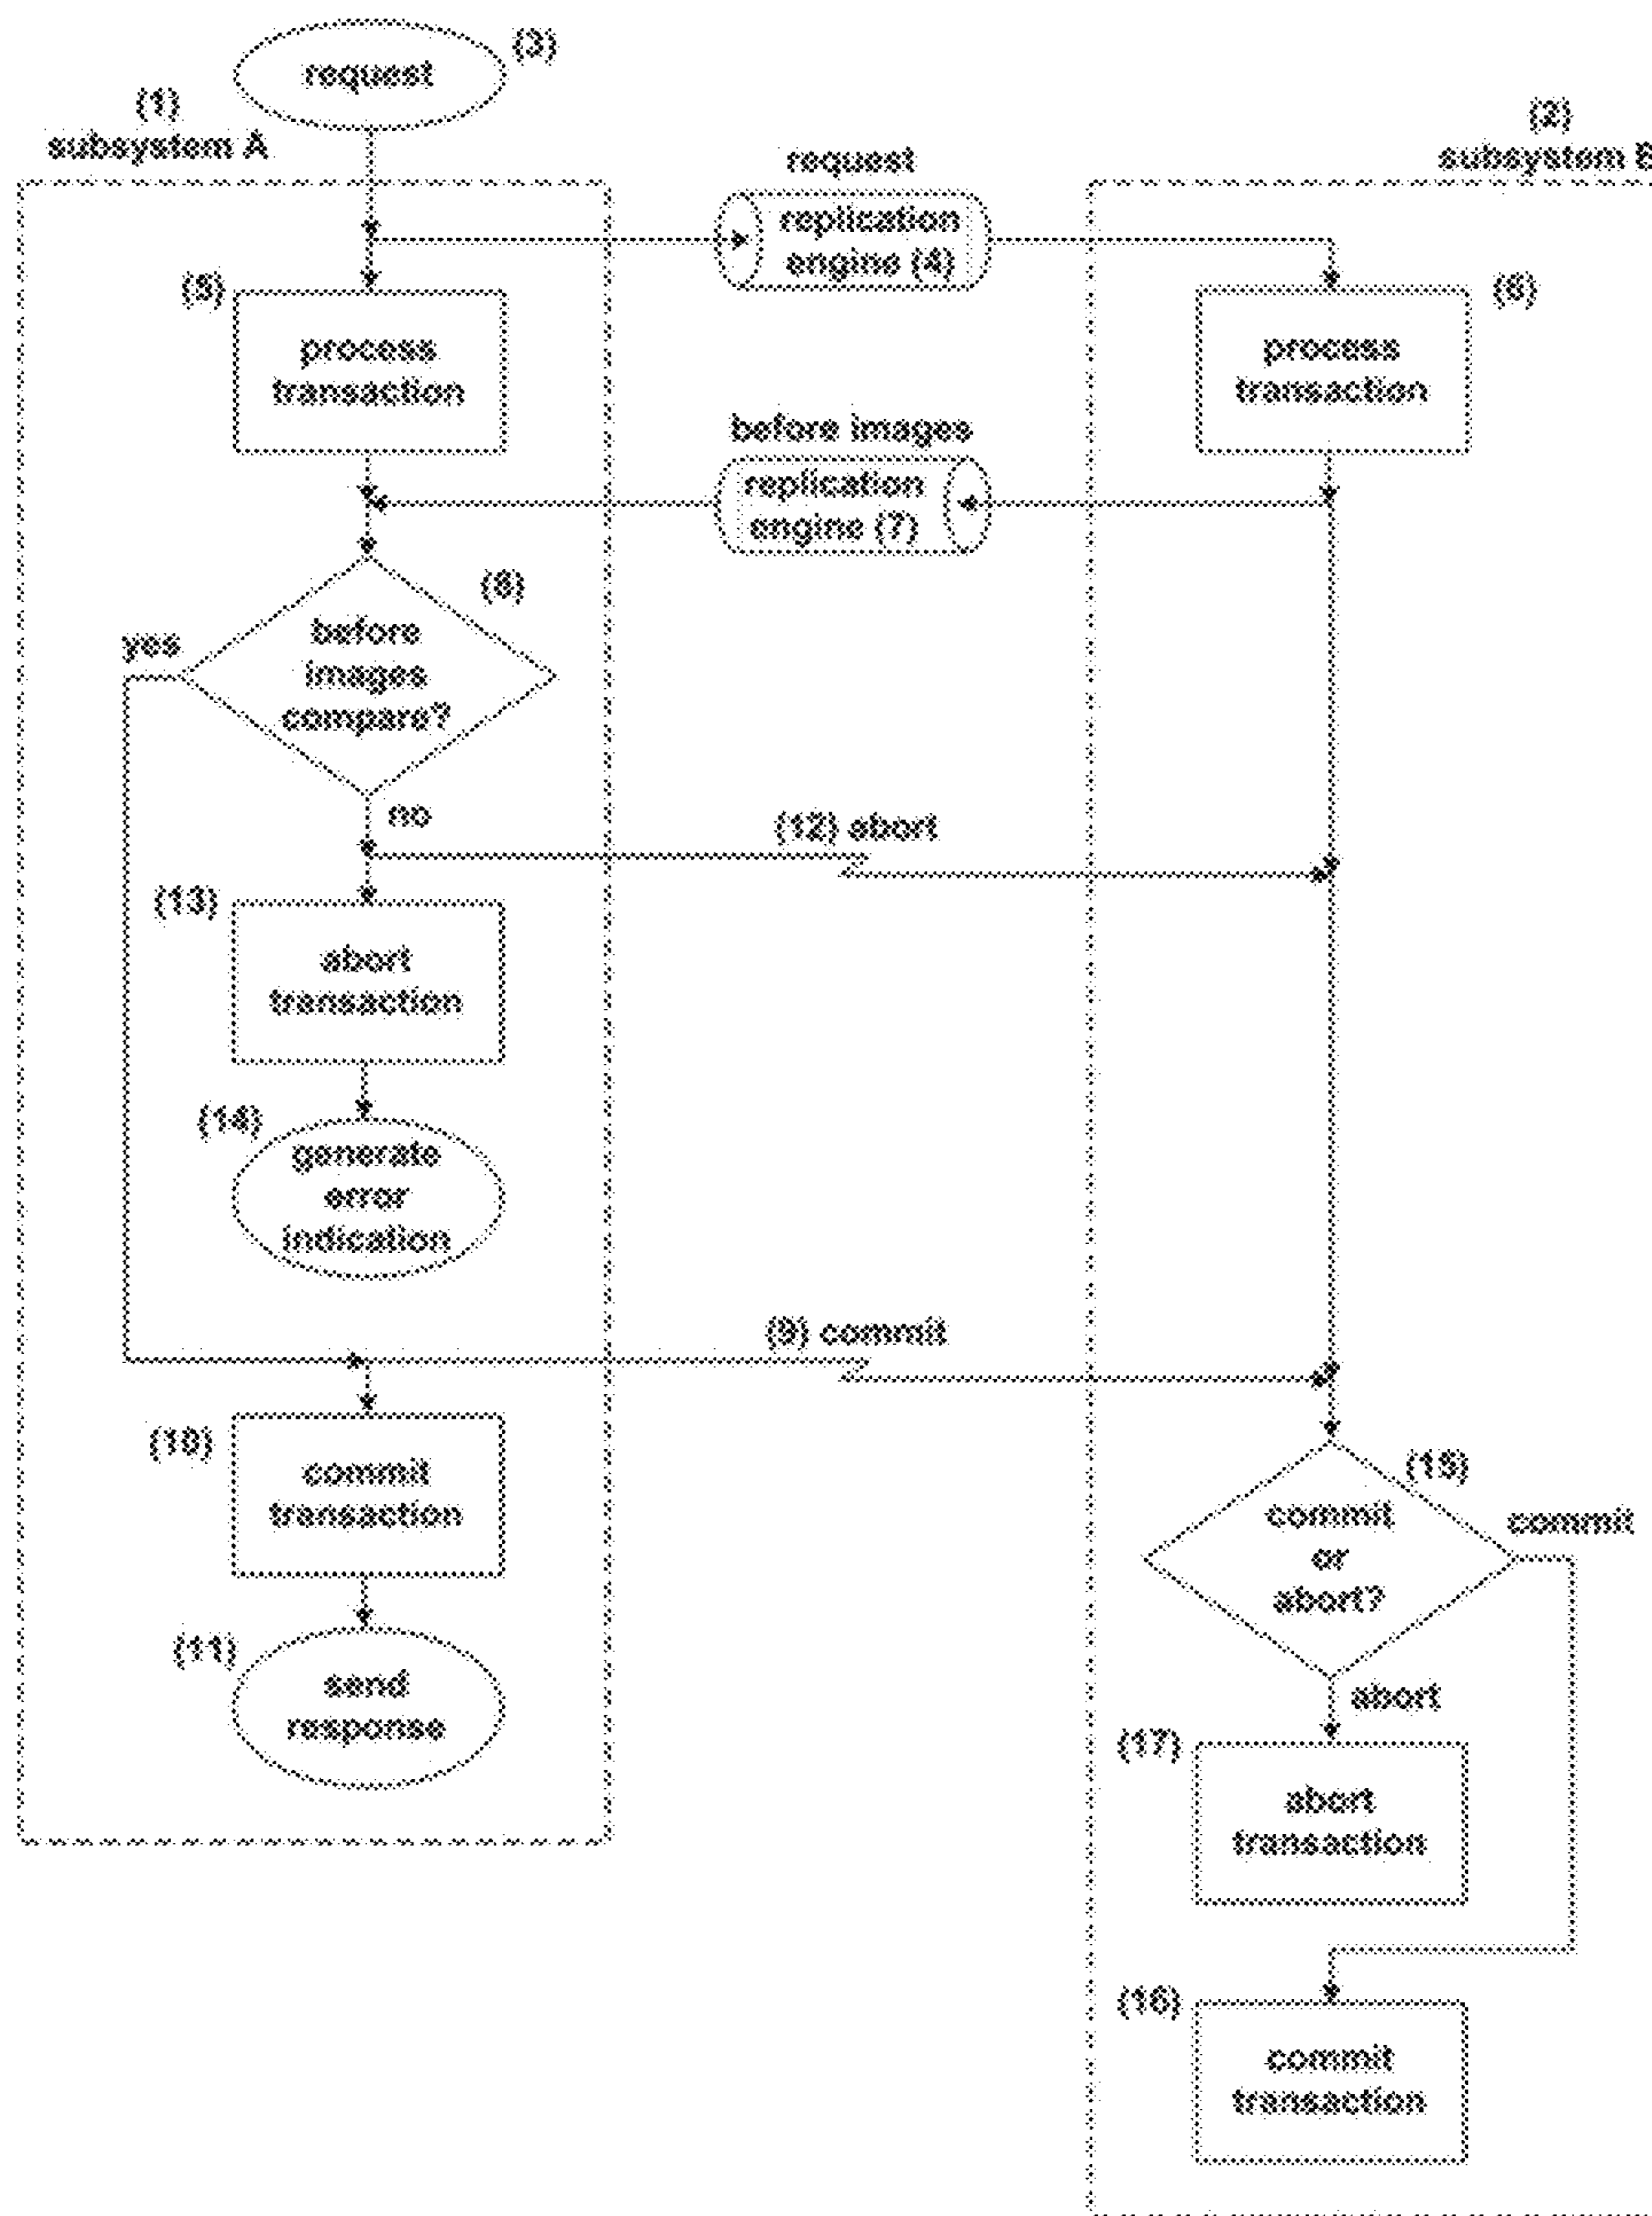 request
(3)
(1)
subsystem A
(2)
subsystem B
request
replication
engine (4)
(5)
process
transaction
(6)
process
transaction
before images
replication
engine (7)
(8)
before
images
compare?
yes
no
(12) abort
(13)
abort
transaction
(14)
generate
error
indication
(9) commit
(10)
commit
transaction
(15)
commit
or
abort?
commit
abort
(11)
send
response
(17)
abort
transaction
(16)
commit
transaction